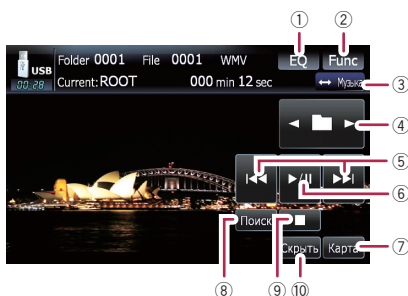 ① ②
USB Folder 0001 File 0001 WMV EQ Func
00:28 Current: ROOT 000 min 12 sec Музыка ③
④
⑤
⑥
Поиск
Скрыть Карта ⑦
⑧ ⑨ ⑩